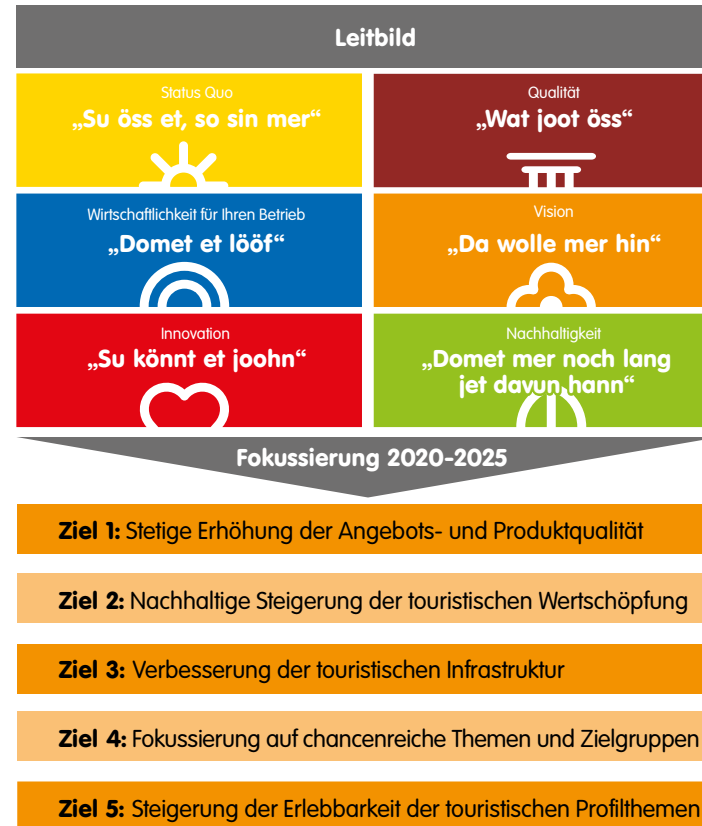 Leitbild
Status Quo
„Su öss et, so sin mer“
Qualität
„Wat joot öss“
Wirtschaftlichkeit für Ihren Betrieb
„Domet et lööf“
Vision
„Da wolle mer hin“
Innovation
„Su könnt et joohn“
Nachhaltigkeit
„Domet mer noch lang
jet davun hann“
Fokussierung 2020-2025
Ziel 1: Stetige Erhöhung der Angebots- und Produktqualität
Ziel 2: Nachhaltige Steigerung der touristischen Wertschöpfung
Ziel 3: Verbesserung der touristischen Infrastruktur
Ziel 4: Fokussierung auf chancenreiche Themen und Zielgruppen
Ziel 5: Steigerung der Erlebbarkeit der touristischen Profilthemen